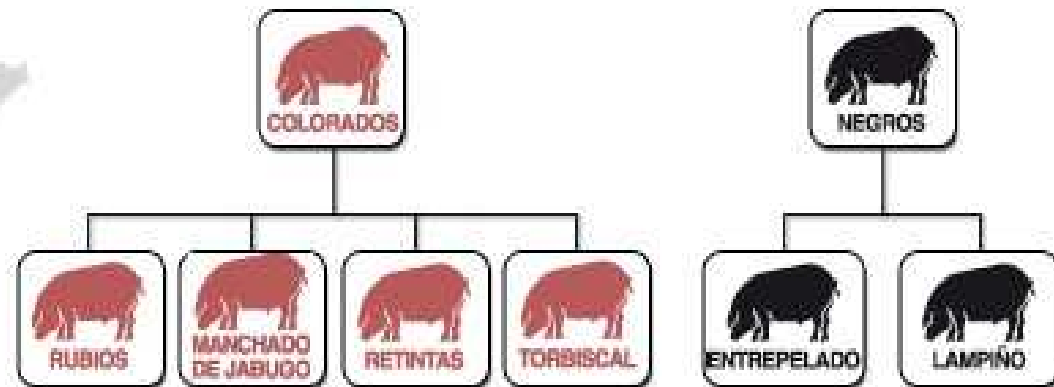 COLORADOS
NEGROS
RUBIOS
MANCHADO
DE JABUGO
RETINTAS
TORBISCAL
ENTREPELADO
LAMPIÑO